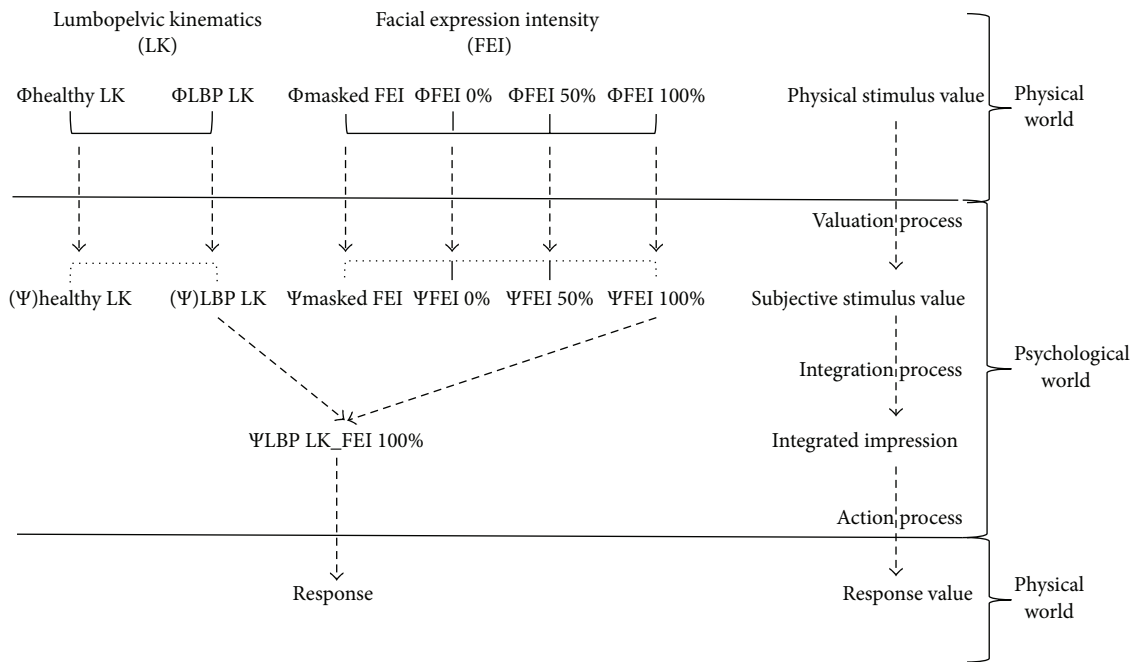 Lumbopelvic kinematics
(LK)
Facial expression intensity
(FEI)
Φhealthy LK ΦLBP LK Φmasked FEI ΦFEI 0% ΦFEI 50% ΦFEI 100% Physical stimulus value
Physical
world
Valuation process
(Ψ)healthy LK (Ψ)LBP LK Ψmasked FEI ΨFEI 0% ΨFEI 50% ΨFEI 100% Subjective stimulus value
Integration process
Psychological
world
ΨLBP LK_FEI 100% Integrated impression
Action process
Response Response value
Physical
world